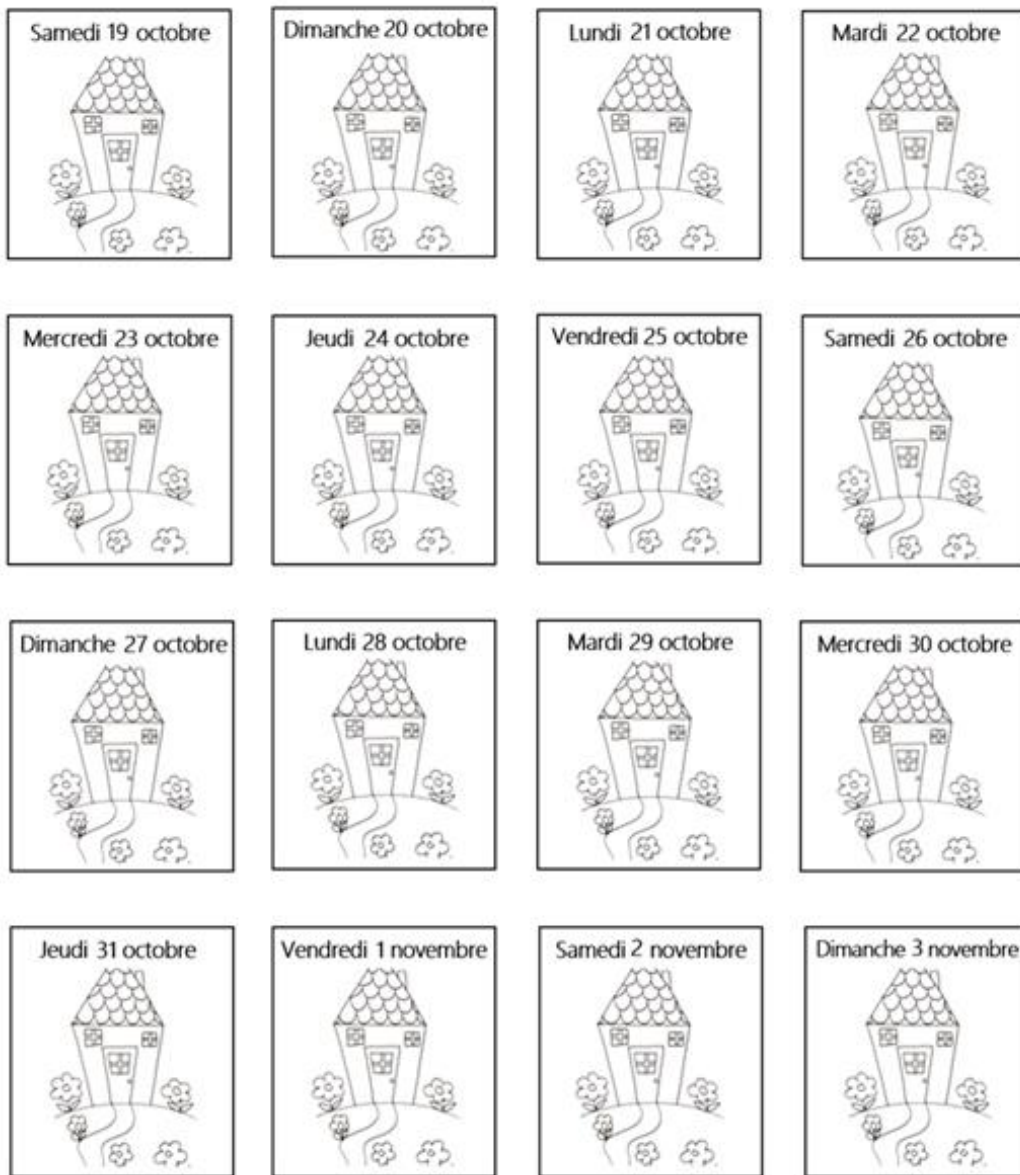 Samedi 19 octobre
Dimanche 20 octobre
Lundi 21 octobre
Mardi 22 octobre
Mercredi 23 octobre
Jeudi 24 octobre
Vendredi 25 octobre
Samedi 26 octobre
Dimanche 27 octobre
Lundi 28 octobre
Mardi 29 octobre
Mercredi 30 octobre
Jeudi 31 octobre
Vendredi 1 novembre
Samedi 2 novembre
Dimanche 3 novembre